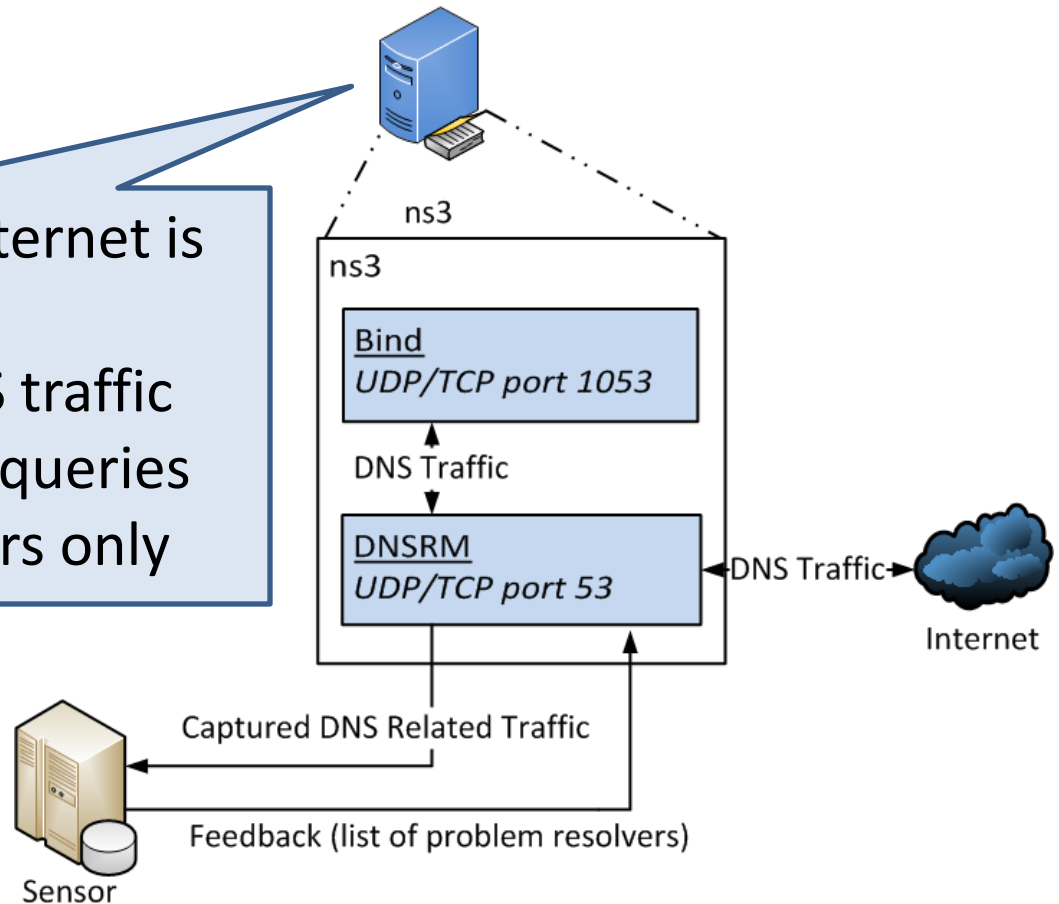 ns3
ternet is
traffic
queries
rs only
ns3
Bind
UDP/TCP port 1053
DNS Traffic
DNSRM
UDP/TCP port 53
DNS Traffic
Internet
Captured DNS Related Traffic
Feedback (list of problem resolvers)
Sensor